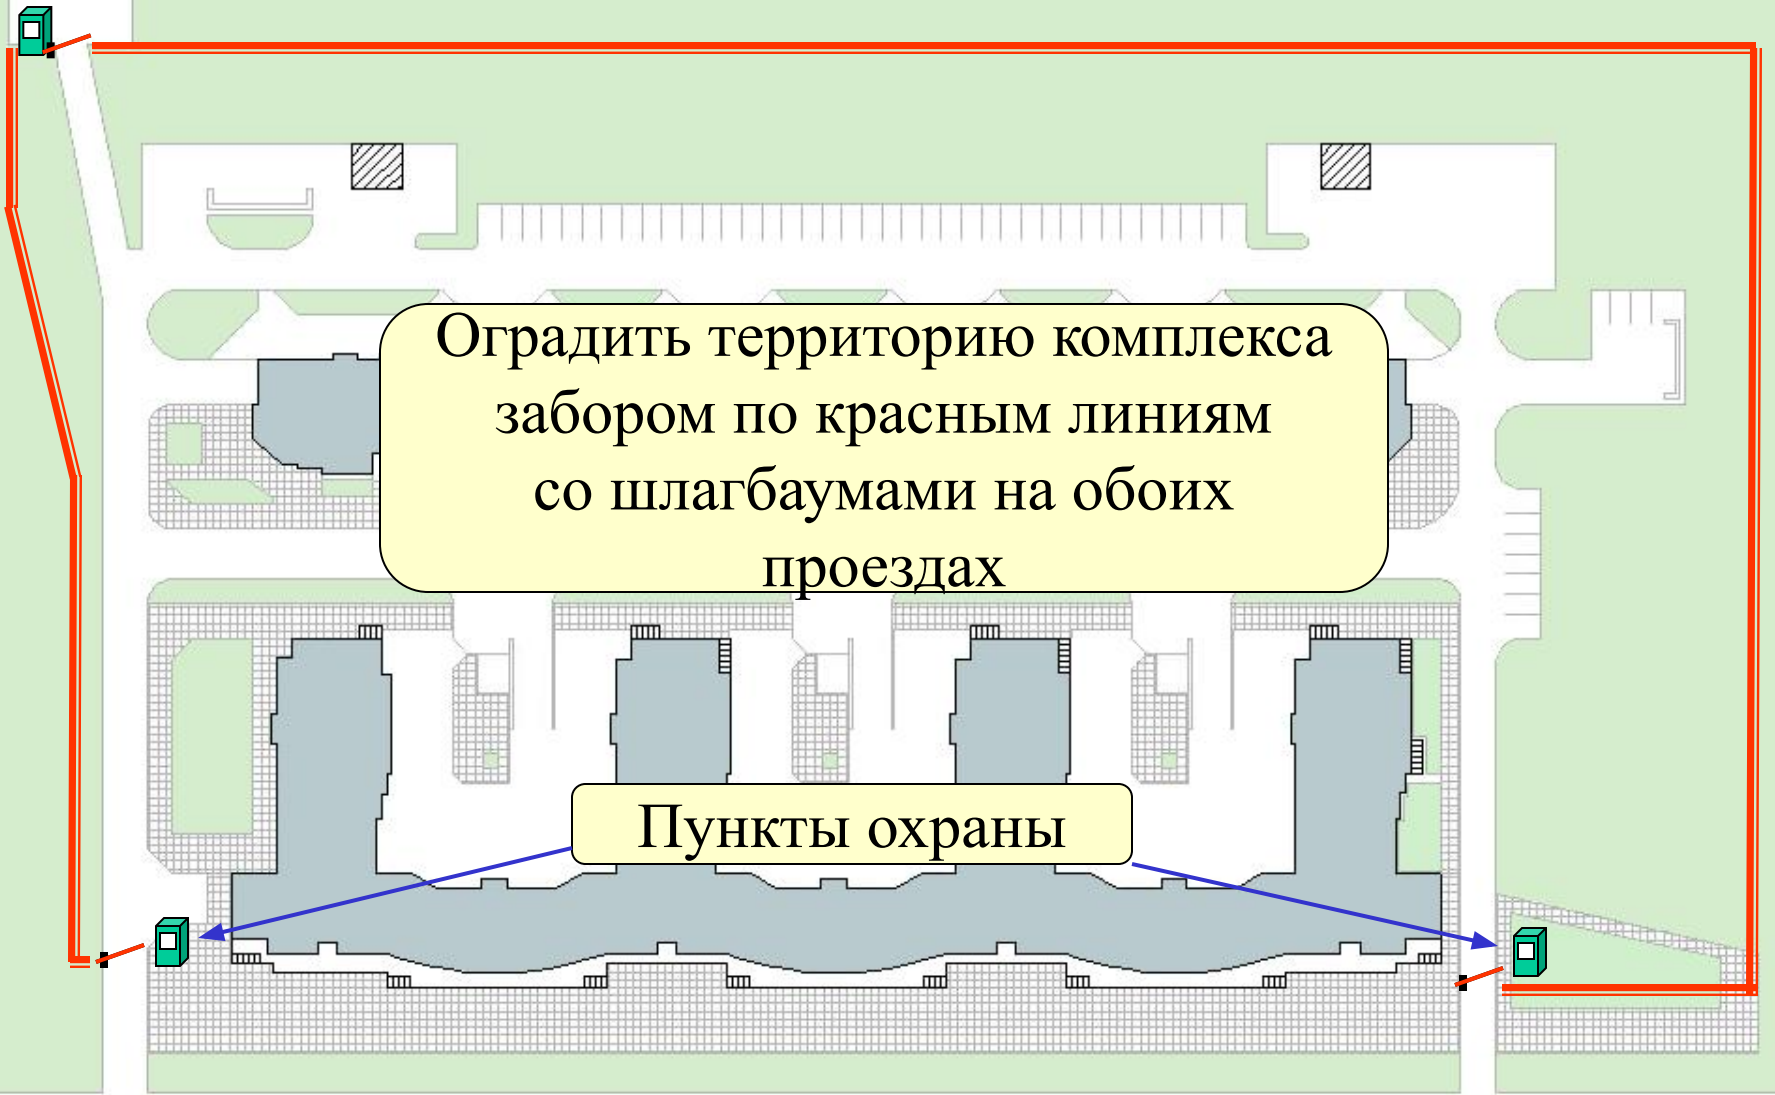 Оградить территорию комплекса
забором по красным линиям
со шлагбаумами на обоих
проездах
Пункты охраны